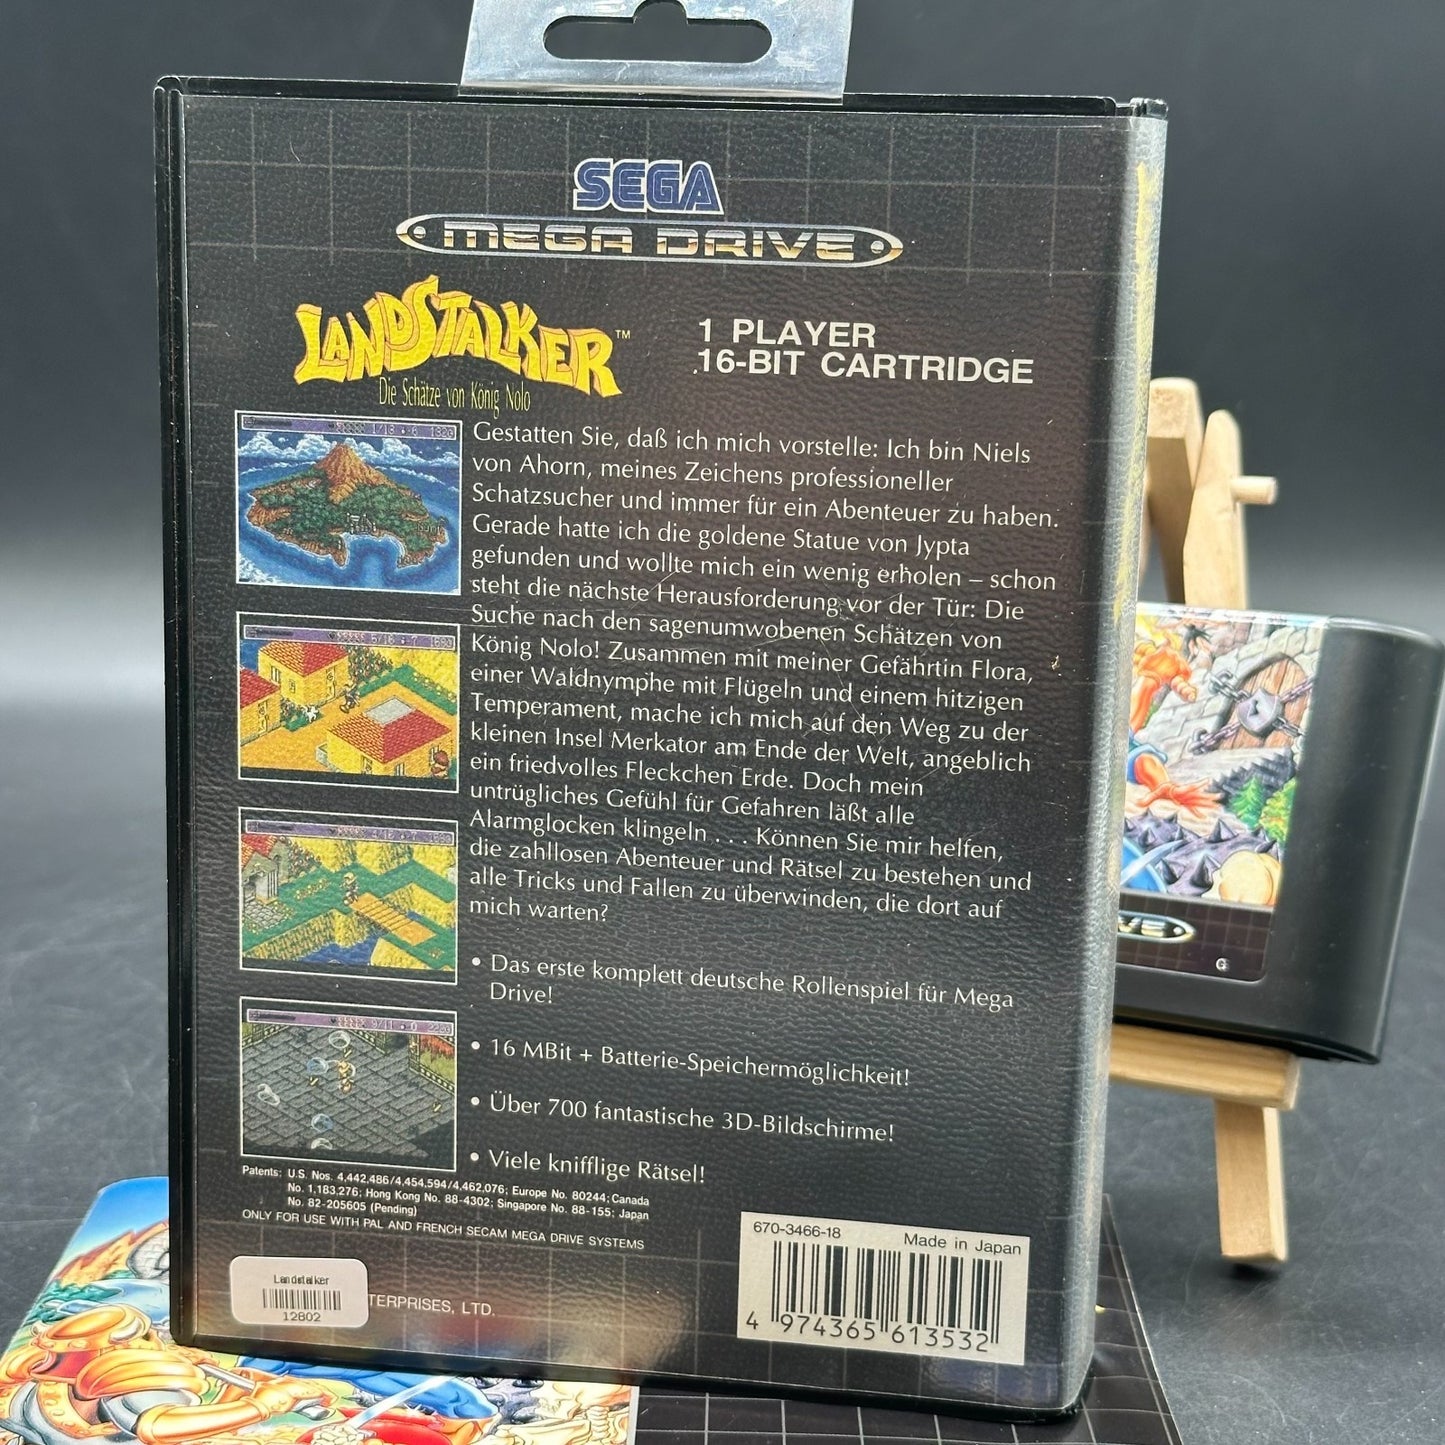 SEGA
MEGA DRIVE
LANDSTALKER™
Die Schätze von König Nolo
1 PLAYER
16-BIT CARTRIDGE
Gestatten Sie, daß ich mich vorstelle: Ich bin Niels
von Ahorn, meines Zeichens professioneller
Schatzsucher und immer für ein Abenteuer zu haben.
Gerade hatte ich die goldene Statue von Jypta
gefunden und wollte mich ein wenig erholen – schon
steht die nächste Herausforderung vor der Tür: Die
Suche nach den sagenumwobenen Schätzen von
König Nolo! Zusammen mit meiner Gefährtin Flora,
einer Waldnymphe mit Flügeln und einem hitzigen
Temperament, mache ich mich auf den Weg zu der
kleinen Insel Merkator am Ende der Welt, angeblich
ein friedvolles Fleckchen Erde. Doch mein
untrügliches Gefühl für Gefahren läßt alle
Alarmglocken klingeln . . . Können Sie mir helfen,
die zahllosen Abenteuer und Rätsel zu bestehen und
alle Tricks und Fallen zu überwinden, die dort auf
mich warten?
• Das erste komplett deutsche Rollenspiel für Mega
Drive!
• 16 MBit + Batterie-Speichermöglichkeit!
• Über 700 fantastische 3D-Bildschirme!
• Viele knifflige Rätsel!
Patents: U.S. Nos. 4,442,486/4,454,594/4,462,076; Europe No. 80244; Canada
No. 1,183,276; Hong Kong No. 88-4302; Singapore No. 88-155; Japan
No. 82-205605 (Pending)
ONLY FOR USE WITH PAL AND FRENCH SECAM MEGA DRIVE SYSTEMS
Landstalker
12802
TERPRISES, LTD.
670-3466-18 Made in Japan
4 974365 613532
VE
G